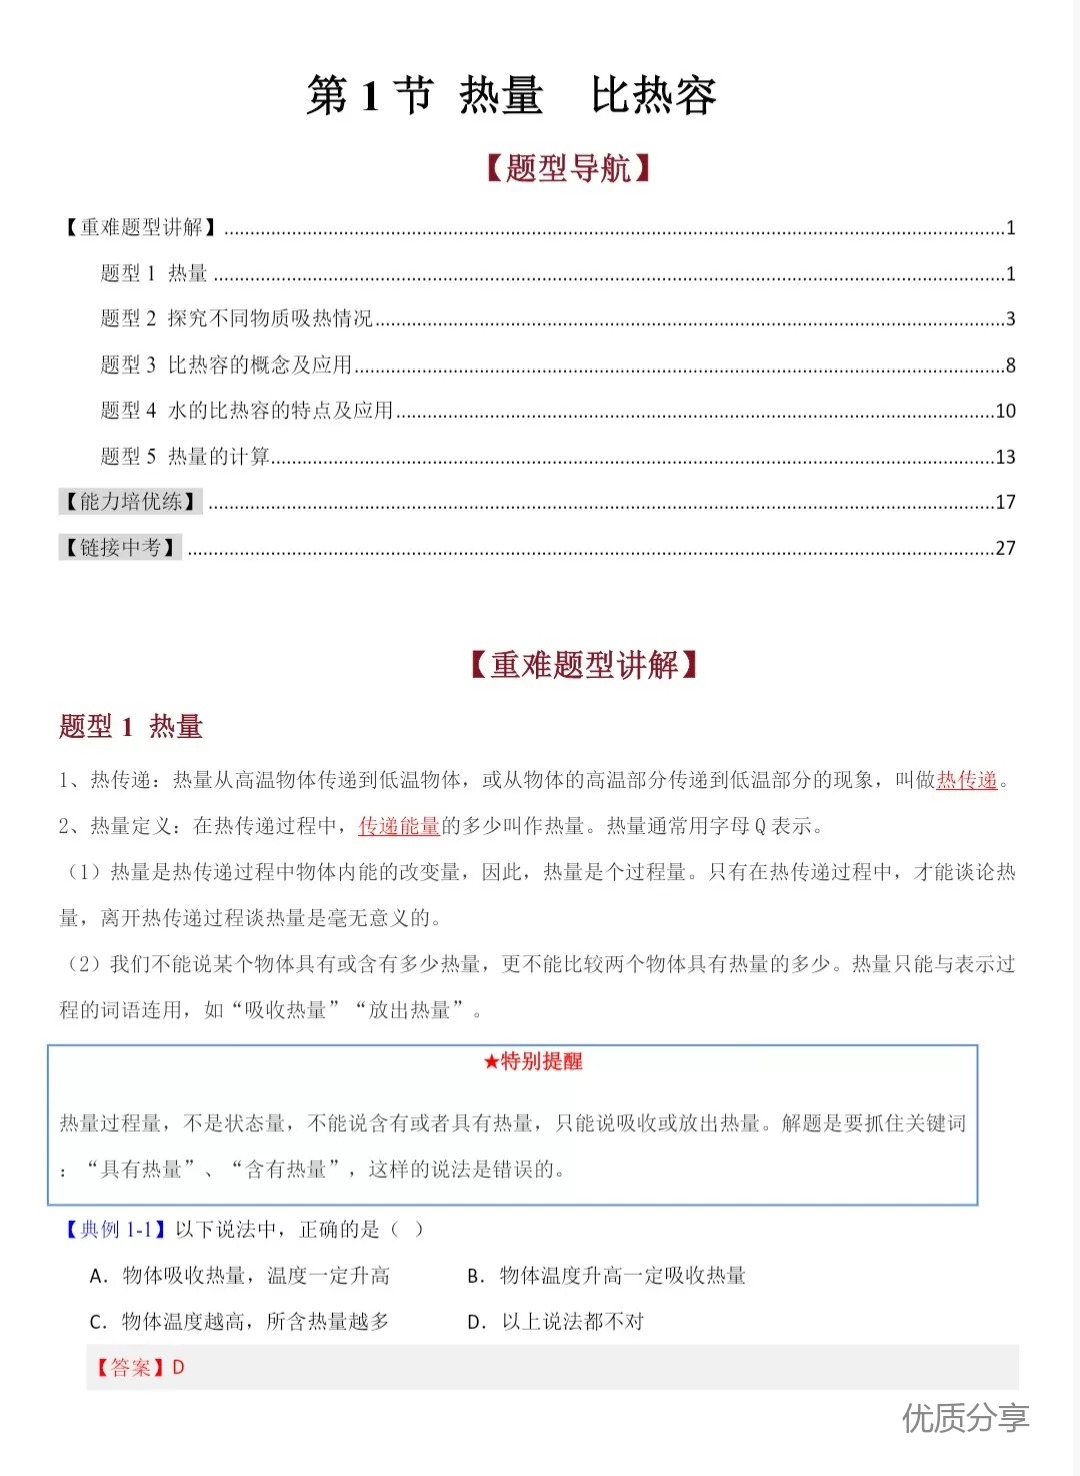 第 1 节 热量 比热容
【题型导航】
【重难题型讲解】......1
题型 1 热量......1
题型 2 探究不同物质吸热情况......3
题型 3 比热容的概念及应用......8
题型 4 水的比热容的特点及应用......10
题型 5 热量的计算......13
【能力培优练】......17
【链接中考】......27
【重难题型讲解】
题型 1 热量
1、热传递：热量从高温物体传递到低温物体，或从物体的高温部分传递到低温部分的现象，叫做热传递。
2、热量定义：在热传递过程中，传递能量的多少叫作热量。热量通常用字母 Q 表示。
（1）热量是热传递过程中物体内能的改变量，因此，热量是个过程量。只有在热传递过程中，才能谈论热
量，离开热传递过程谈热量是毫无意义的。
（2）我们不能说某个物体具有或含有多少热量，更不能比较两个物体具有热量的多少。热量只能与表示过
程的词语连用，如“吸收热量”“放出热量”。
★特别提醒
热量过程量，不是状态量，不能说含有或者具有热量，只能说吸收或放出热量。解题是要抓住关键词
：“具有热量”、“含有热量”，这样的说法是错误的。
【典例 1-1】以下说法中，正确的是（ ）
A．物体吸收热量，温度一定升高 B．物体温度升高一定吸收热量
C．物体温度越高，所含热量越多 D．以上说法都不对
【答案】D
优质分享